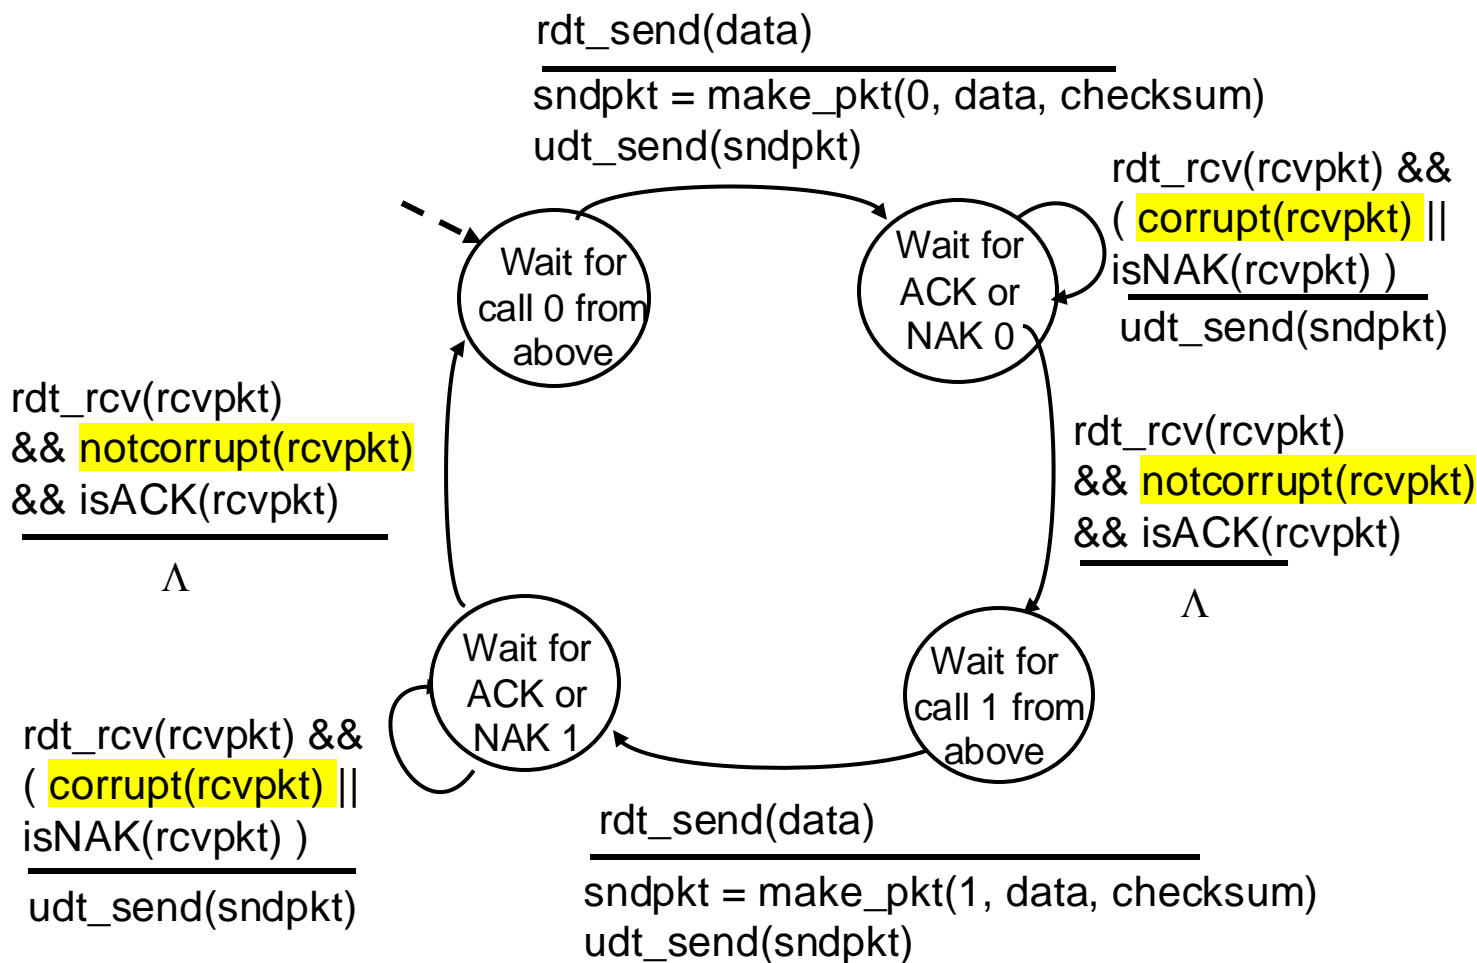 rdt_send(data)
sndpkt = make_pkt(0, data, checksum)
udt_send(sndpkt)
Wait for
call 0 from
above
Wait for
ACK or
NAK 0
rdt_rcv(rcvpkt) &&
( corrupt(rcvpkt) ||
isNAK(rcvpkt) )
udt_send(sndpkt)
rdt_rcv(rcvpkt)
&& notcorrupt(rcvpkt)
&& isACK(rcvpkt)
Λ
rdt_rcv(rcvpkt)
&& notcorrupt(rcvpkt)
&& isACK(rcvpkt)
Λ
Wait for
ACK or
NAK 1
Wait for
call 1 from
above
rdt_rcv(rcvpkt) &&
( corrupt(rcvpkt) ||
isNAK(rcvpkt) )
udt_send(sndpkt)
rdt_send(data)
sndpkt = make_pkt(1, data, checksum)
udt_send(sndpkt)